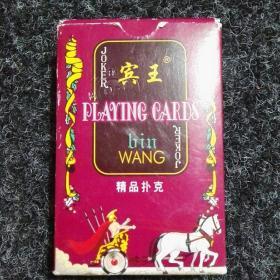 JOKER
宾王®
PLAYING CARDS
JOKER
bin
WANG
精品扑克